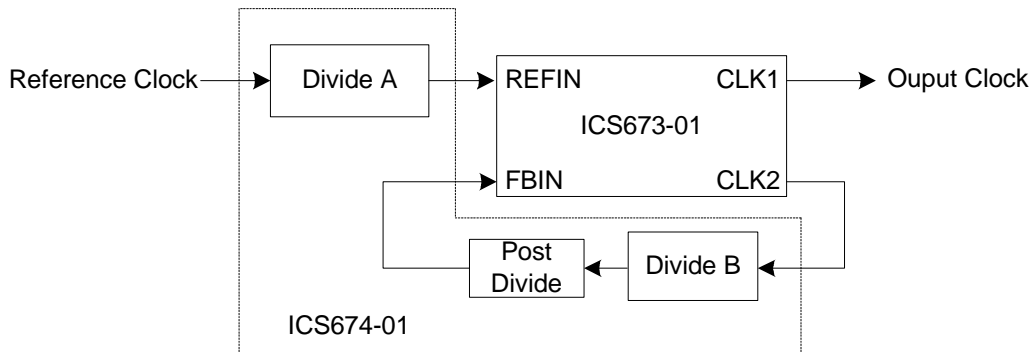 Reference Clock
Divide A
REFIN
CLK1
Ouput Clock
ICS673-01
FBIN
CLK2
Post
Divide
Divide B
ICS674-01